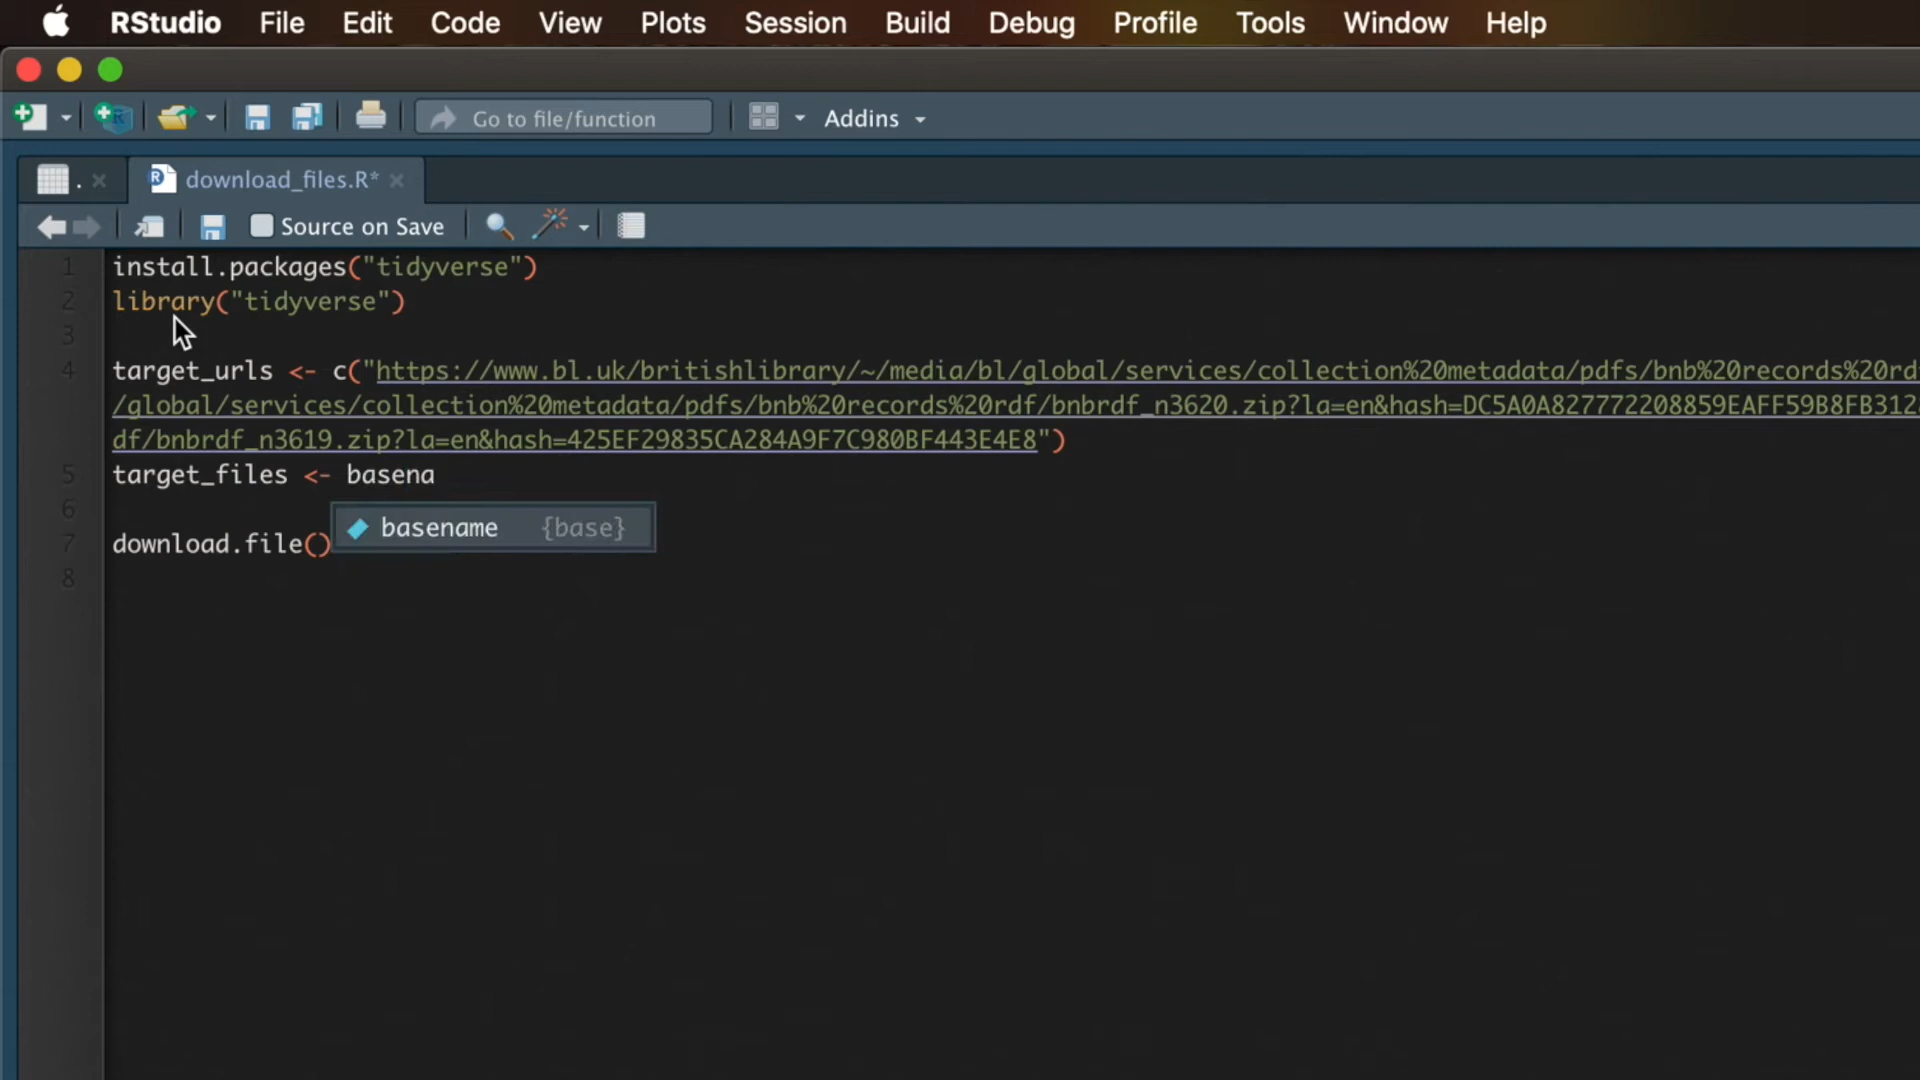 RStudio File Edit Code View Plots Session Build Debug Profile Tools Window Help
Go to file/function Addins
. download_files.R*
Source on Save
1 install.packages("tidyverse")
2 library("tidyverse")
3
4 target_urls <- c("https://www.bl.uk/britishlibrary/~/media/bl/global/services/collection%20metadata/pdfs/bnb%20records%20rd
/global/services/collection%20metadata/pdfs/bnb%20records%20rdf/bnbrdf_n3620.zip?la=en&hash=DC5A0A827772208859EAFF59B8FB312
df/bnbrdf_n3619.zip?la=en&hash=425EF29835CA284A9F7C980BF443E4E8")
5 target_files <- basena
6 basename {base}
7 download.file()
8